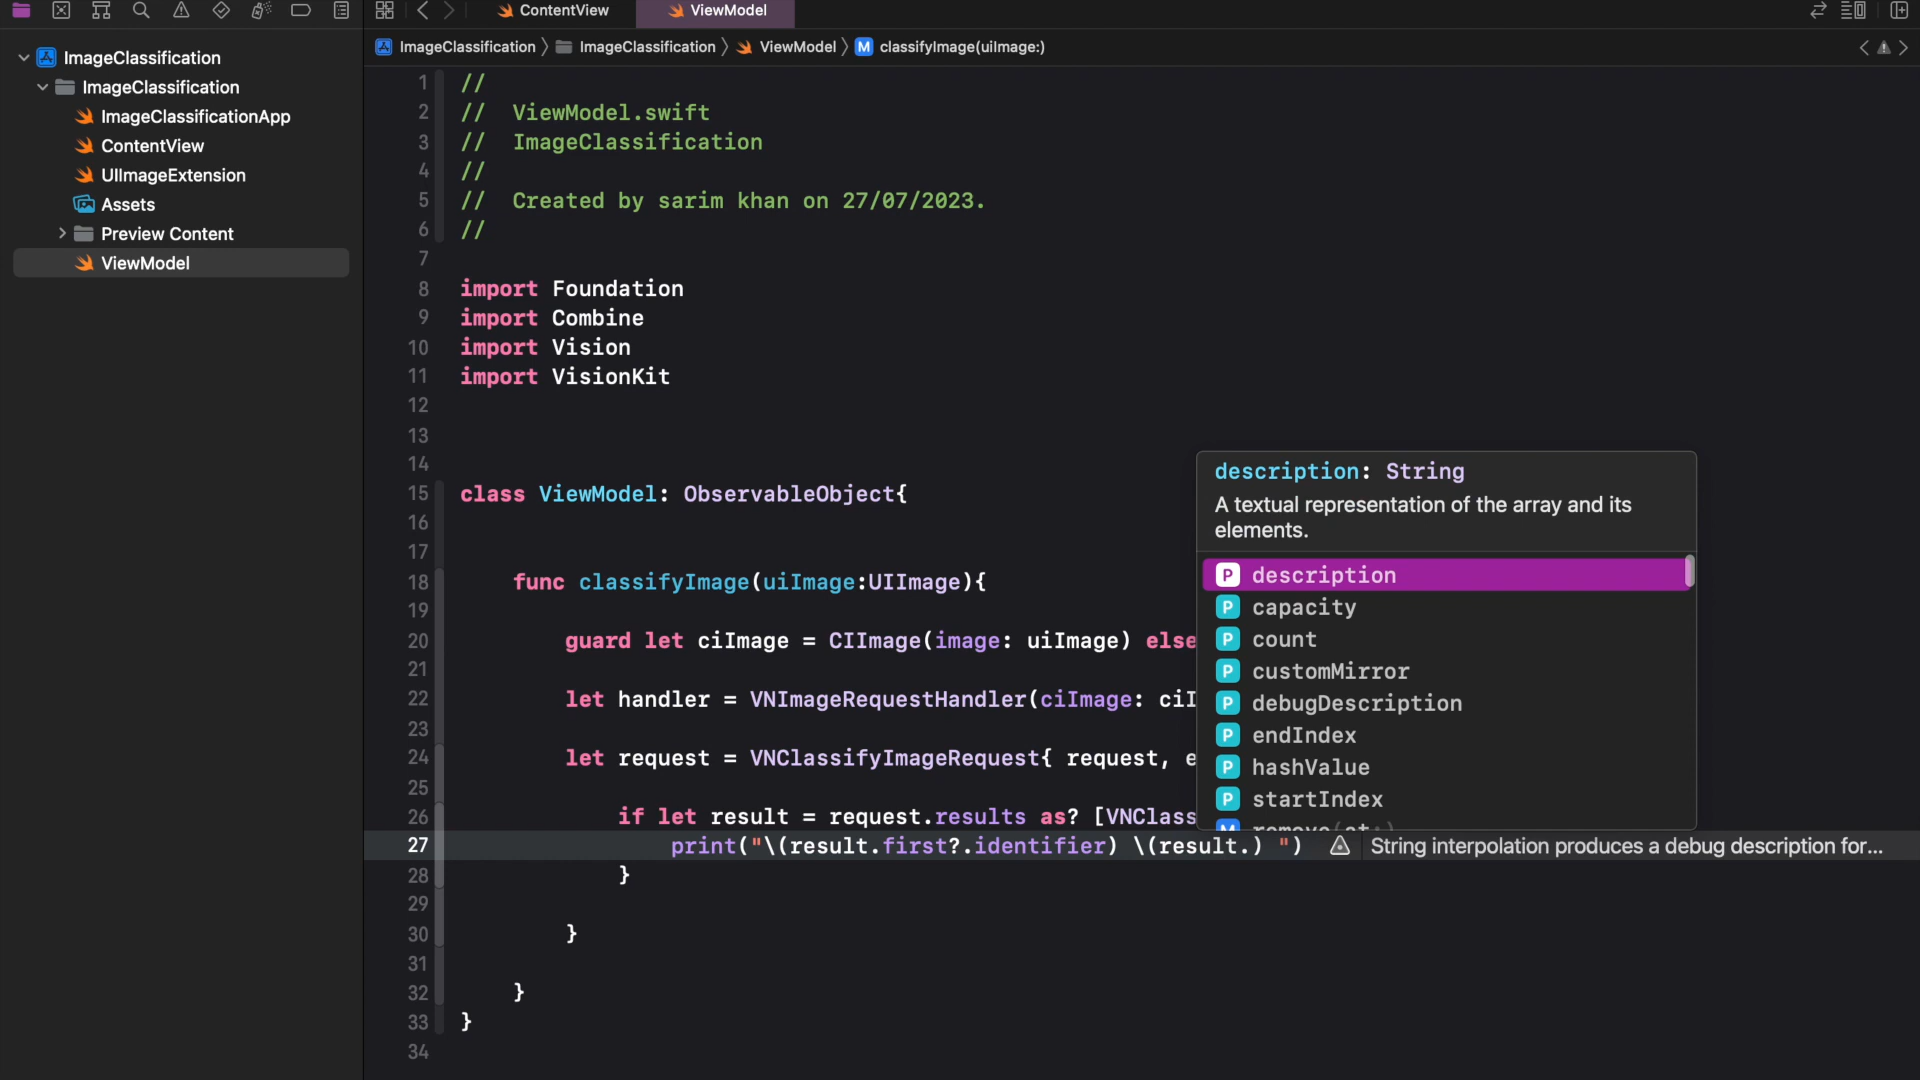 ContentView
ViewModel
ImageClassification
ImageClassification
ImageClassificationApp
ContentView
UIImageExtension
Assets
Preview Content
ViewModel
ImageClassification
ImageClassification
ViewModel
M classifyImage(uiImage:)
1 //
2 //  ViewModel.swift
3 //  ImageClassification
4 //
5 //  Created by sarim khan on 27/07/2023.
6 //
7
8 import Foundation
9 import Combine
10 import Vision
11 import VisionKit
12
13
14
15 class ViewModel: ObservableObject{
16
17
18 func classifyImage(uiImage:UIImage){
19
20 guard let ciImage = CIImage(image: uiImage) else
21
22 let handler = VNImageRequestHandler(ciImage: ciI
23
24 let request = VNClassifyImageRequest{ request, e
25
26 if let result = request.results as? [VNClass
27 print("\(result.first?.identifier) \(result.) ") String interpolation produces a debug description for...
28 }
29
30 }
31
32 }
33 }
34
description: String
A textual representation of the array and its
elements.
P description
P capacity
P count
P customMirror
P debugDescription
P endIndex
P hashValue
P startIndex